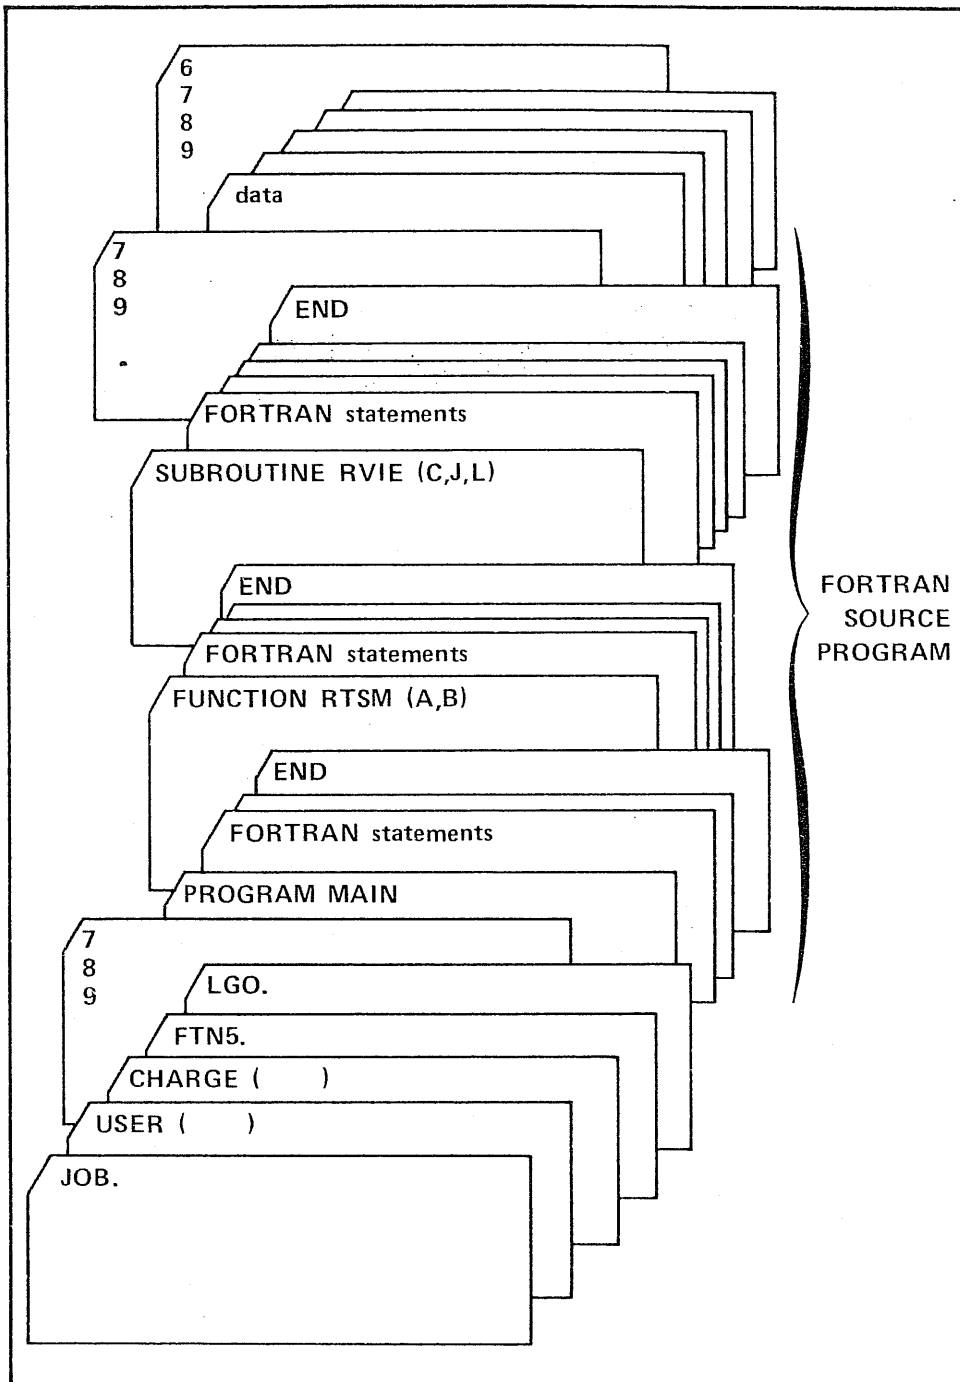 6
7
8
9
data
7
8
9
END
FORTRAN statements
SUBROUTINE RVIE (C,J,L)
END
FORTRAN statements
FUNCTION RTSM (A,B)
END
FORTRAN statements
PROGRAM MAIN
7
8
9
LGO.
FTN5.
CHARGE ( )
USER ( )
JOB.
FORTRAN
SOURCE
PROGRAM